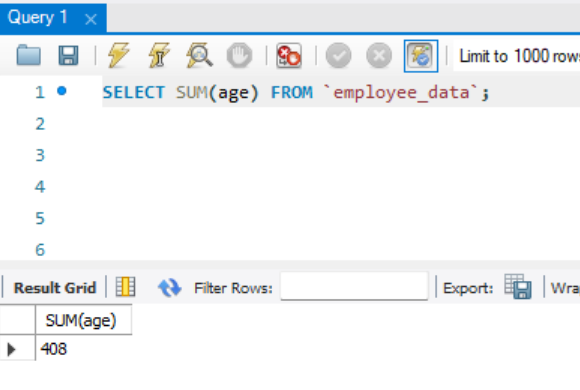 Query 1
Limit to 1000 rows
1 SELECT SUM(age) FROM `employee_data`;
2
3
4
5
6
Result Grid Filter Rows: Export: Wra
SUM(age)
408